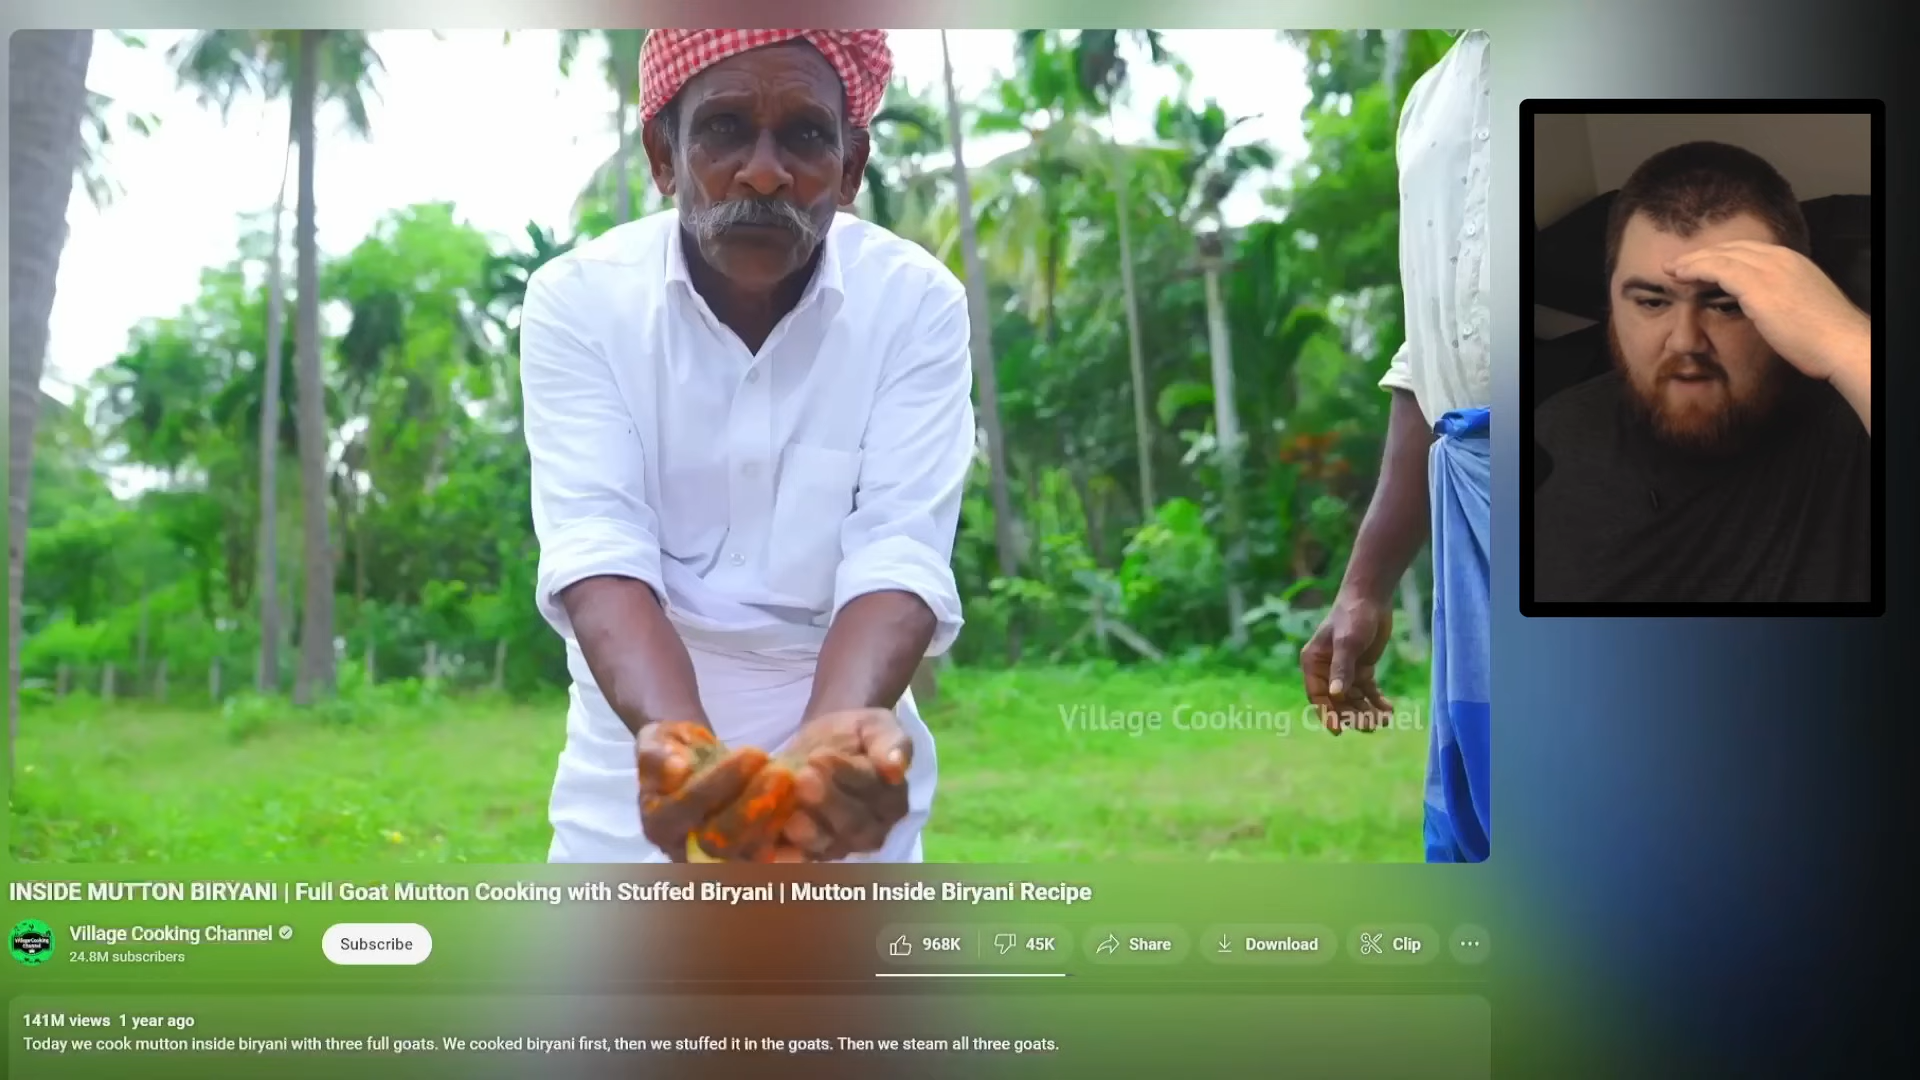 Village Cooking Channel
INSIDE MUTTON BIRYANI | Full Goat Mutton Cooking with Stuffed Biryani | Mutton Inside Biryani Recipe
Village Cooking Channel
24.8M subscribers
Subscribe
968K
45K
Share
Download
Clip
141M views 1 year ago
Today we cook mutton inside biryani with three full goats. We cooked biryani first, then we stuffed it in the goats. Then we steam all three goats.